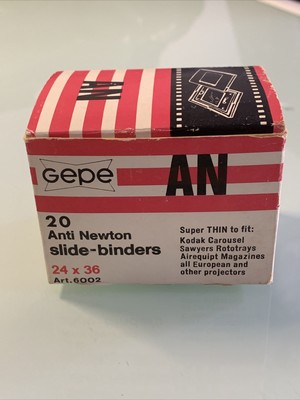 AN
GePe
AN
20
Anti Newton
slide-binders
24 x 36
Art.6002
Super THIN to fit:
Kodak Carousel
Sawyers Rototrays
Airequipt Magazines
all European and
other projectors